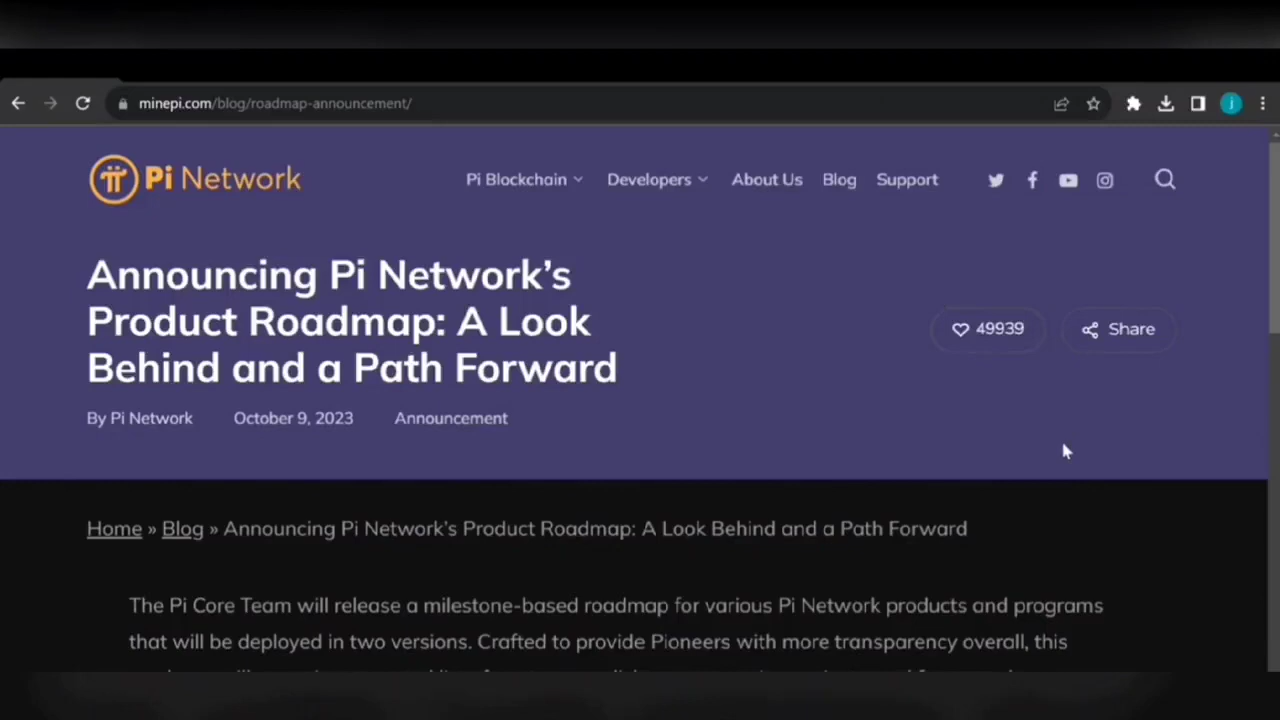 minepi.com/blog/roadmap-announcement/
j
Pi Network
Pi Blockchain
Developers
About Us
Blog
Support
Announcing Pi Network's
Product Roadmap: A Look
Behind and a Path Forward
49939
Share
By Pi Network
October 9, 2023
Announcement
Home » Blog » Announcing Pi Network's Product Roadmap: A Look Behind and a Path Forward
The Pi Core Team will release a milestone-based roadmap for various Pi Network products and programs
that will be deployed in two versions. Crafted to provide Pioneers with more transparency overall, this